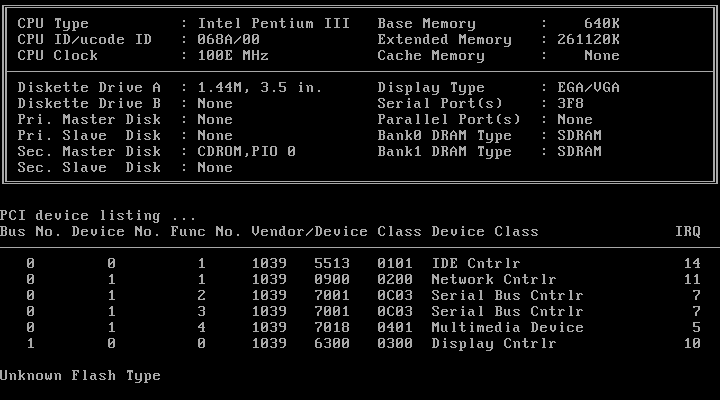 CPU Type : Intel Pentium III Base Memory : 640K
CPU ID/ucode ID : 068A/00 Extended Memory : 261120K
CPU Clock : 100E MHz Cache Memory : None
Diskette Drive A : 1.44M, 3.5 in. Display Type : EGA/VGA
Diskette Drive B : None Serial Port(s) : 3F8
Pri. Master Disk : None Parallel Port(s) : None
Pri. Slave Disk : None Bank0 DRAM Type : SDRAM
Sec. Master Disk : CDROM,PIO 0 Bank1 DRAM Type : SDRAM
Sec. Slave Disk : None
PCI device listing ...
Bus No. Device No. Func No. Vendor/Device Class Device Class IRQ
0 0 1 1039 5513 0101 IDE Cntrlr 14
0 1 1 1039 0900 0200 Network Cntrlr 11
0 1 2 1039 7001 0C03 Serial Bus Cntrlr 7
0 1 3 1039 7001 0C03 Serial Bus Cntrlr 7
0 1 4 1039 7018 0401 Multimedia Device 5
1 0 0 1039 6300 0300 Display Cntrlr 10
Unknown Flash Type